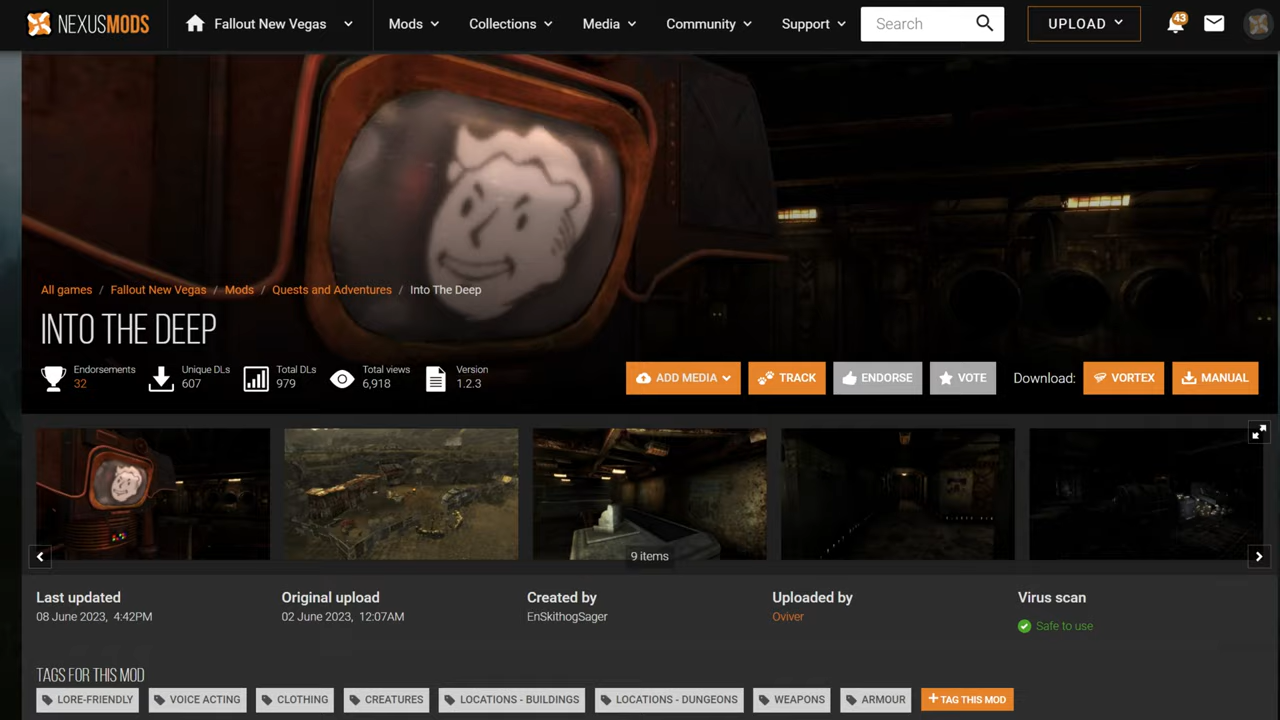 NEXUSMODS
Fallout New Vegas
Mods
Collections
Media
Community
Support
Search
UPLOAD
43
All games / Fallout New Vegas / Mods / Quests and Adventures / Into The Deep
INTO THE DEEP
Endorsements
32
Unique DLs
607
Total DLs
979
Total views
6,918
Version
1.2.3
ADD MEDIA
TRACK
ENDORSE
VOTE
Download:
VORTEX
MANUAL
9 items
Last updated
08 June 2023, 4:42PM
Original upload
02 June 2023, 12:07AM
Created by
EnSkithogSager
Uploaded by
Oviver
Virus scan
Safe to use
TAGS FOR THIS MOD
LORE-FRIENDLY
VOICE ACTING
CLOTHING
CREATURES
LOCATIONS - BUILDINGS
LOCATIONS - DUNGEONS
WEAPONS
ARMOUR
+ TAG THIS MOD